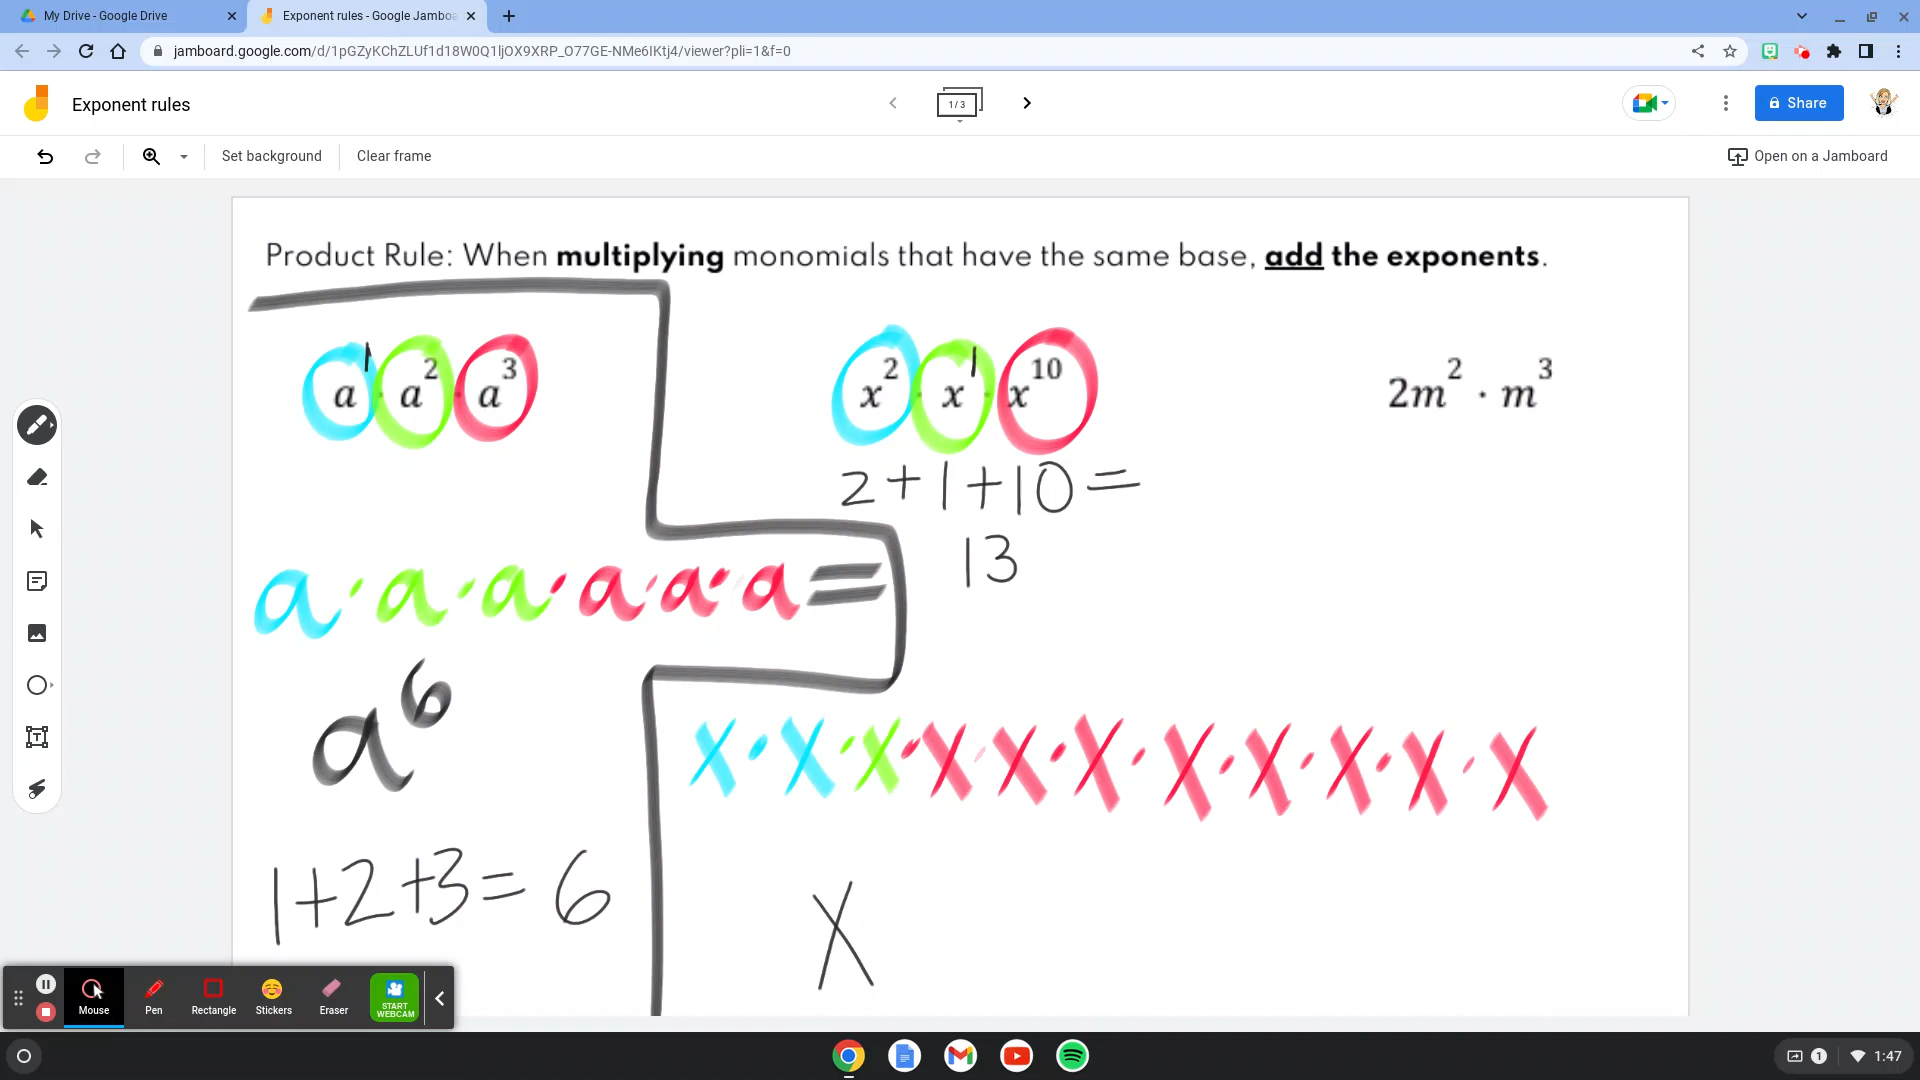 My Drive - Google Drive
Exponent rules - Google Jambo
jamboard.google.com/d/1pGZyKChZLUf1d18W0Q1ljOX9XRP_O77GE-NMe6IKtj4/viewer?pli=1&f=0
Exponent rules
1 / 3
Share
Set background
Clear frame
Open on a Jamboard
Product Rule: When multiplying monomials that have the same base, add the exponents.
a¹ · a² · a³
x² · x¹ · x¹⁰
2m² · m³
2+1+10=
13
a·a·a·a·a·a=
a⁶
x·x·x·x·x·x·x·x·x·x·x
1+2+3=6
x
Mouse
Pen
Rectangle
Stickers
Eraser
START
WEBCAM
1
1:47